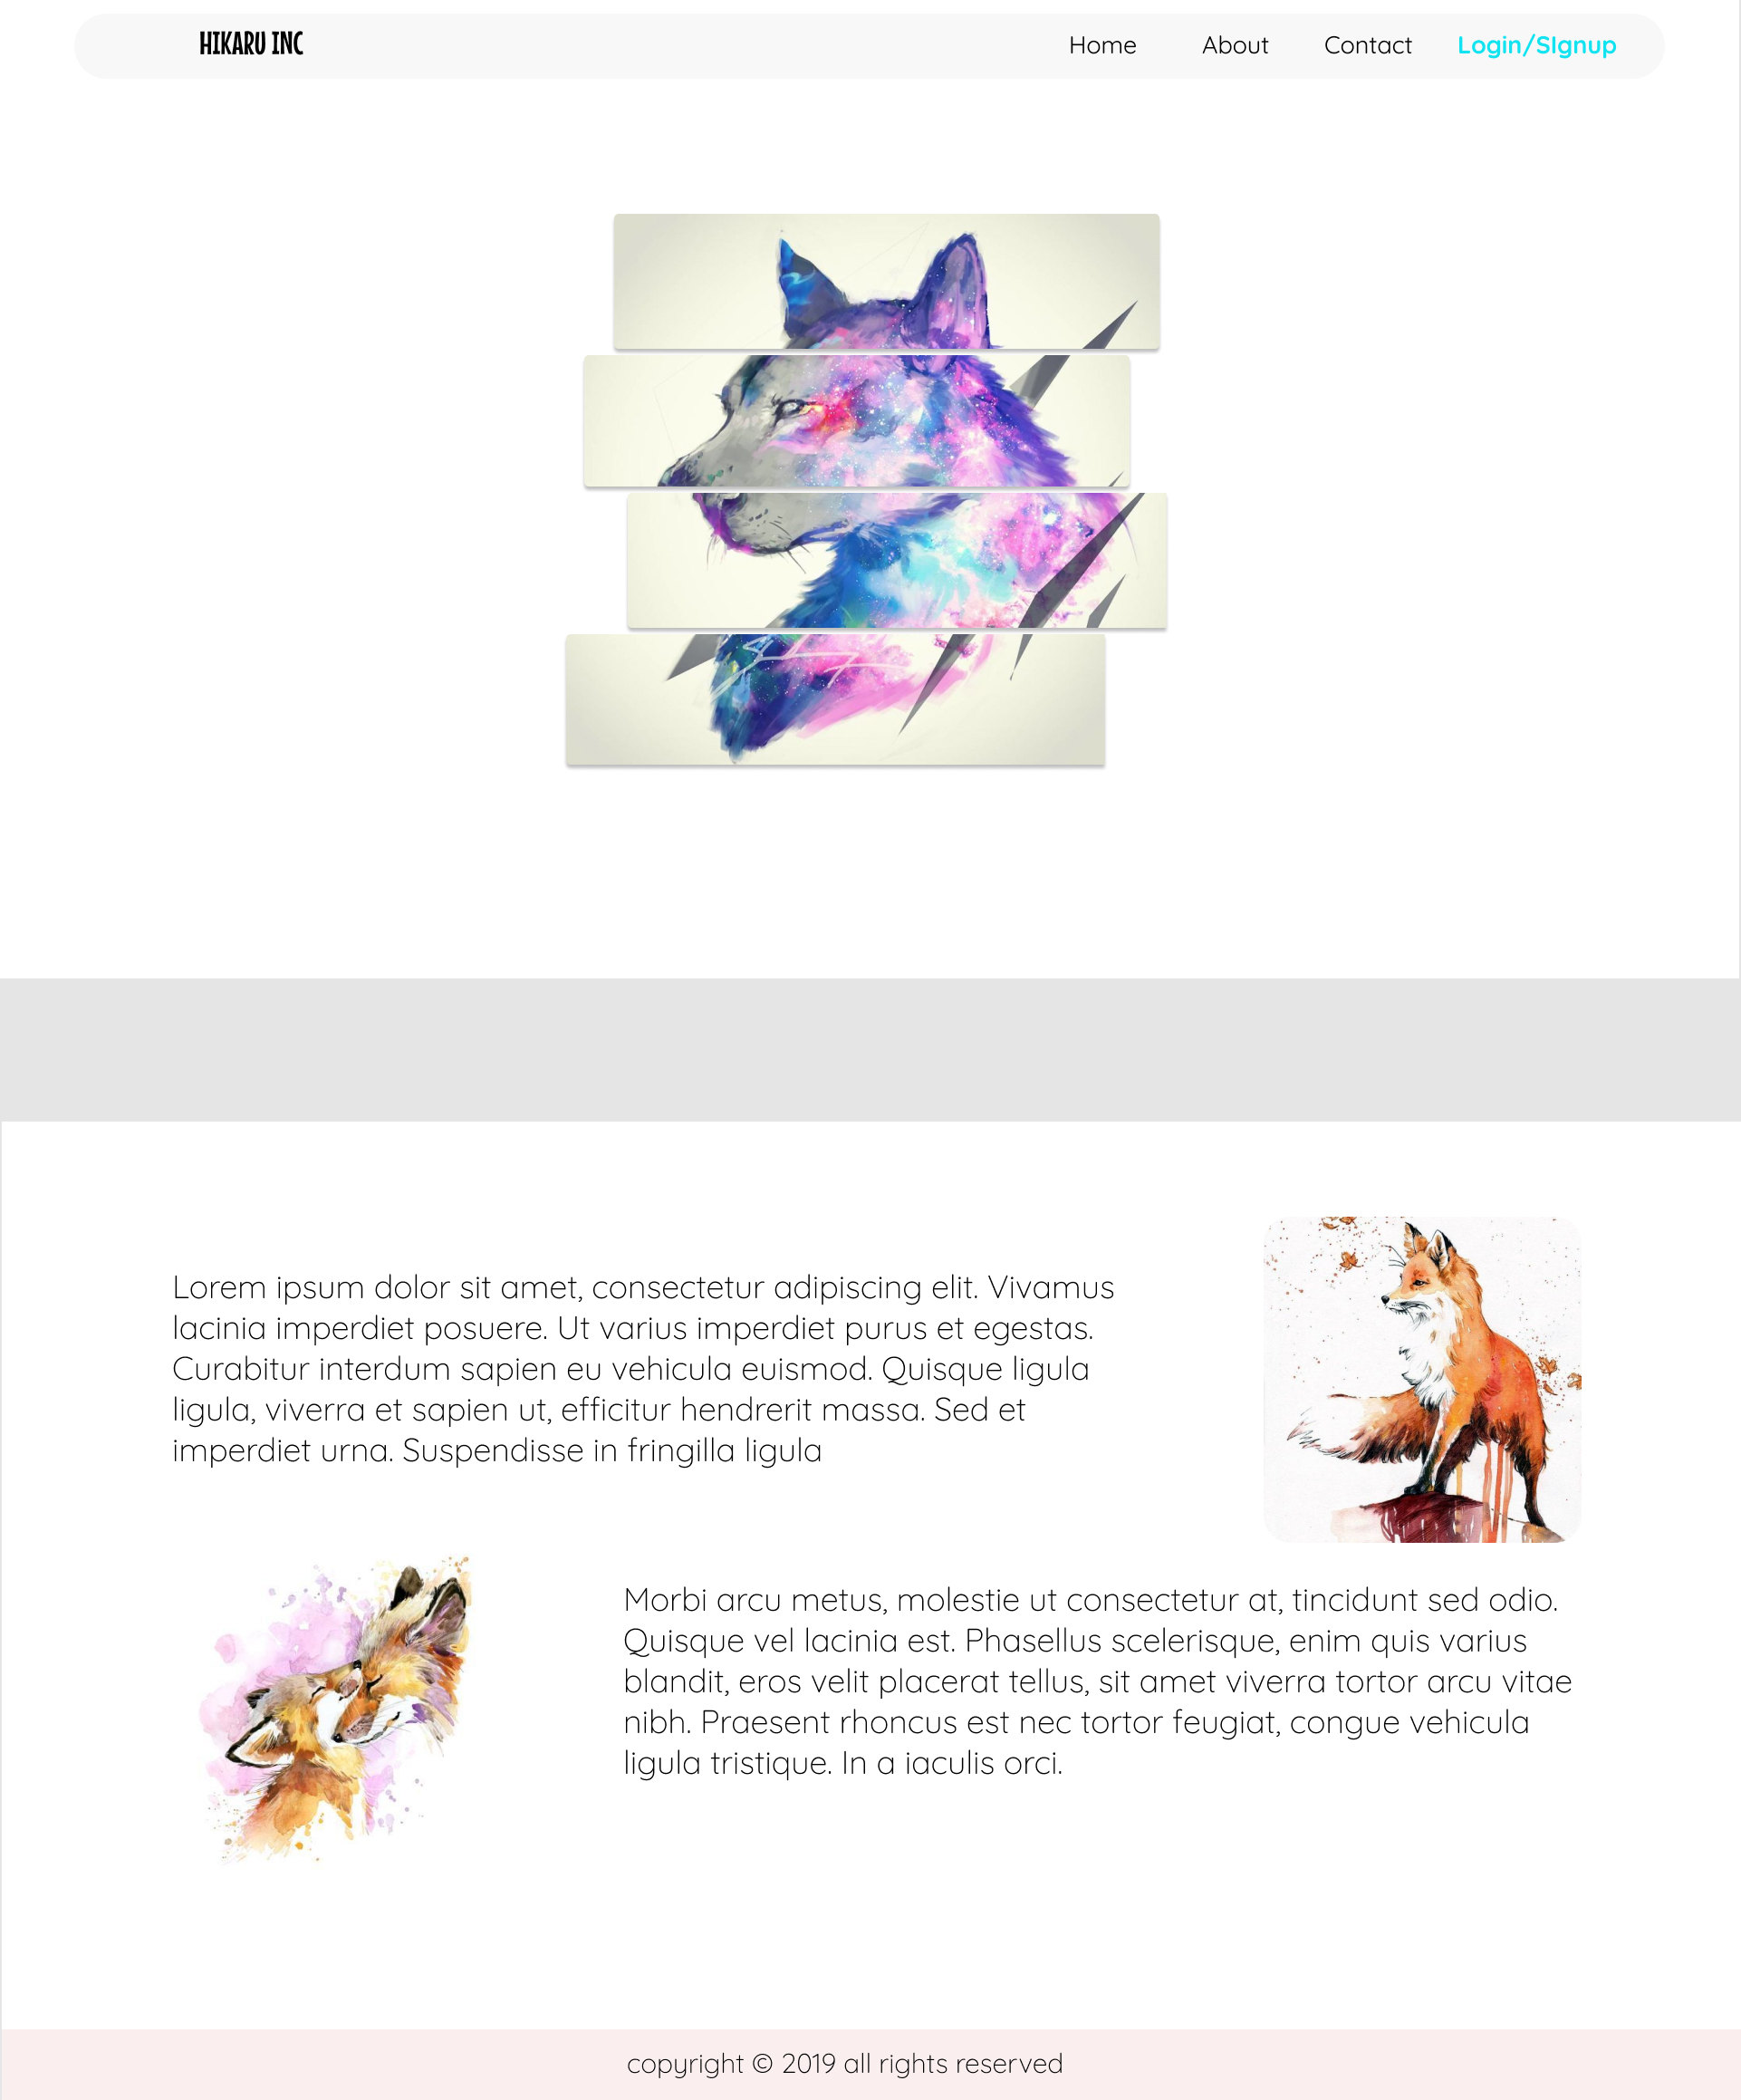 HIKARU INC
Home About Contact Login/SIgnup
Lorem ipsum dolor sit amet, consectetur adipiscing elit. Vivamus
lacinia imperdiet posuere. Ut varius imperdiet purus et egestas.
Curabitur interdum sapien eu vehicula euismod. Quisque ligula
ligula, viverra et sapien ut, efficitur hendrerit massa. Sed et
imperdiet urna. Suspendisse in fringilla ligula
Morbi arcu metus, molestie ut consectetur at, tincidunt sed odio.
Quisque vel lacinia est. Phasellus scelerisque, enim quis varius
blandit, eros velit placerat tellus, sit amet viverra tortor arcu vitae
nibh. Praesent rhoncus est nec tortor feugiat, congue vehicula
ligula tristique. In a iaculis orci.
copyright © 2019 all rights reserved